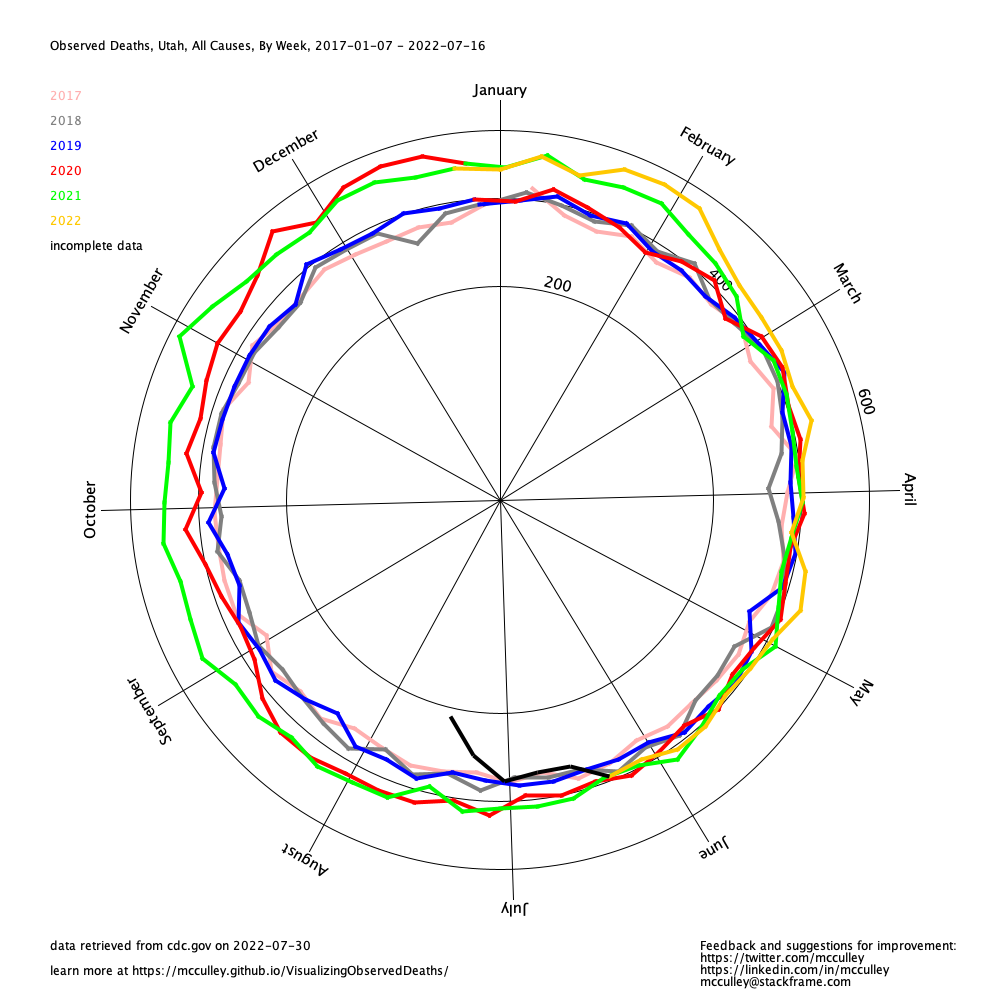 Observed Deaths, Utah, All Causes, By Week, 2017-01-07 - 2022-07-16
2017
2018
2019
2020
2021
2022
incomplete data
January
February
March
April
May
June
July
August
September
October
November
December
200
400
600
data retrieved from cdc.gov on 2022-07-30
learn more at https://mcculley.github.io/VisualizingObservedDeaths/
Feedback and suggestions for improvement:
https://twitter.com/mcculley
https://linkedin.com/in/mcculley
mcculley@stackframe.com